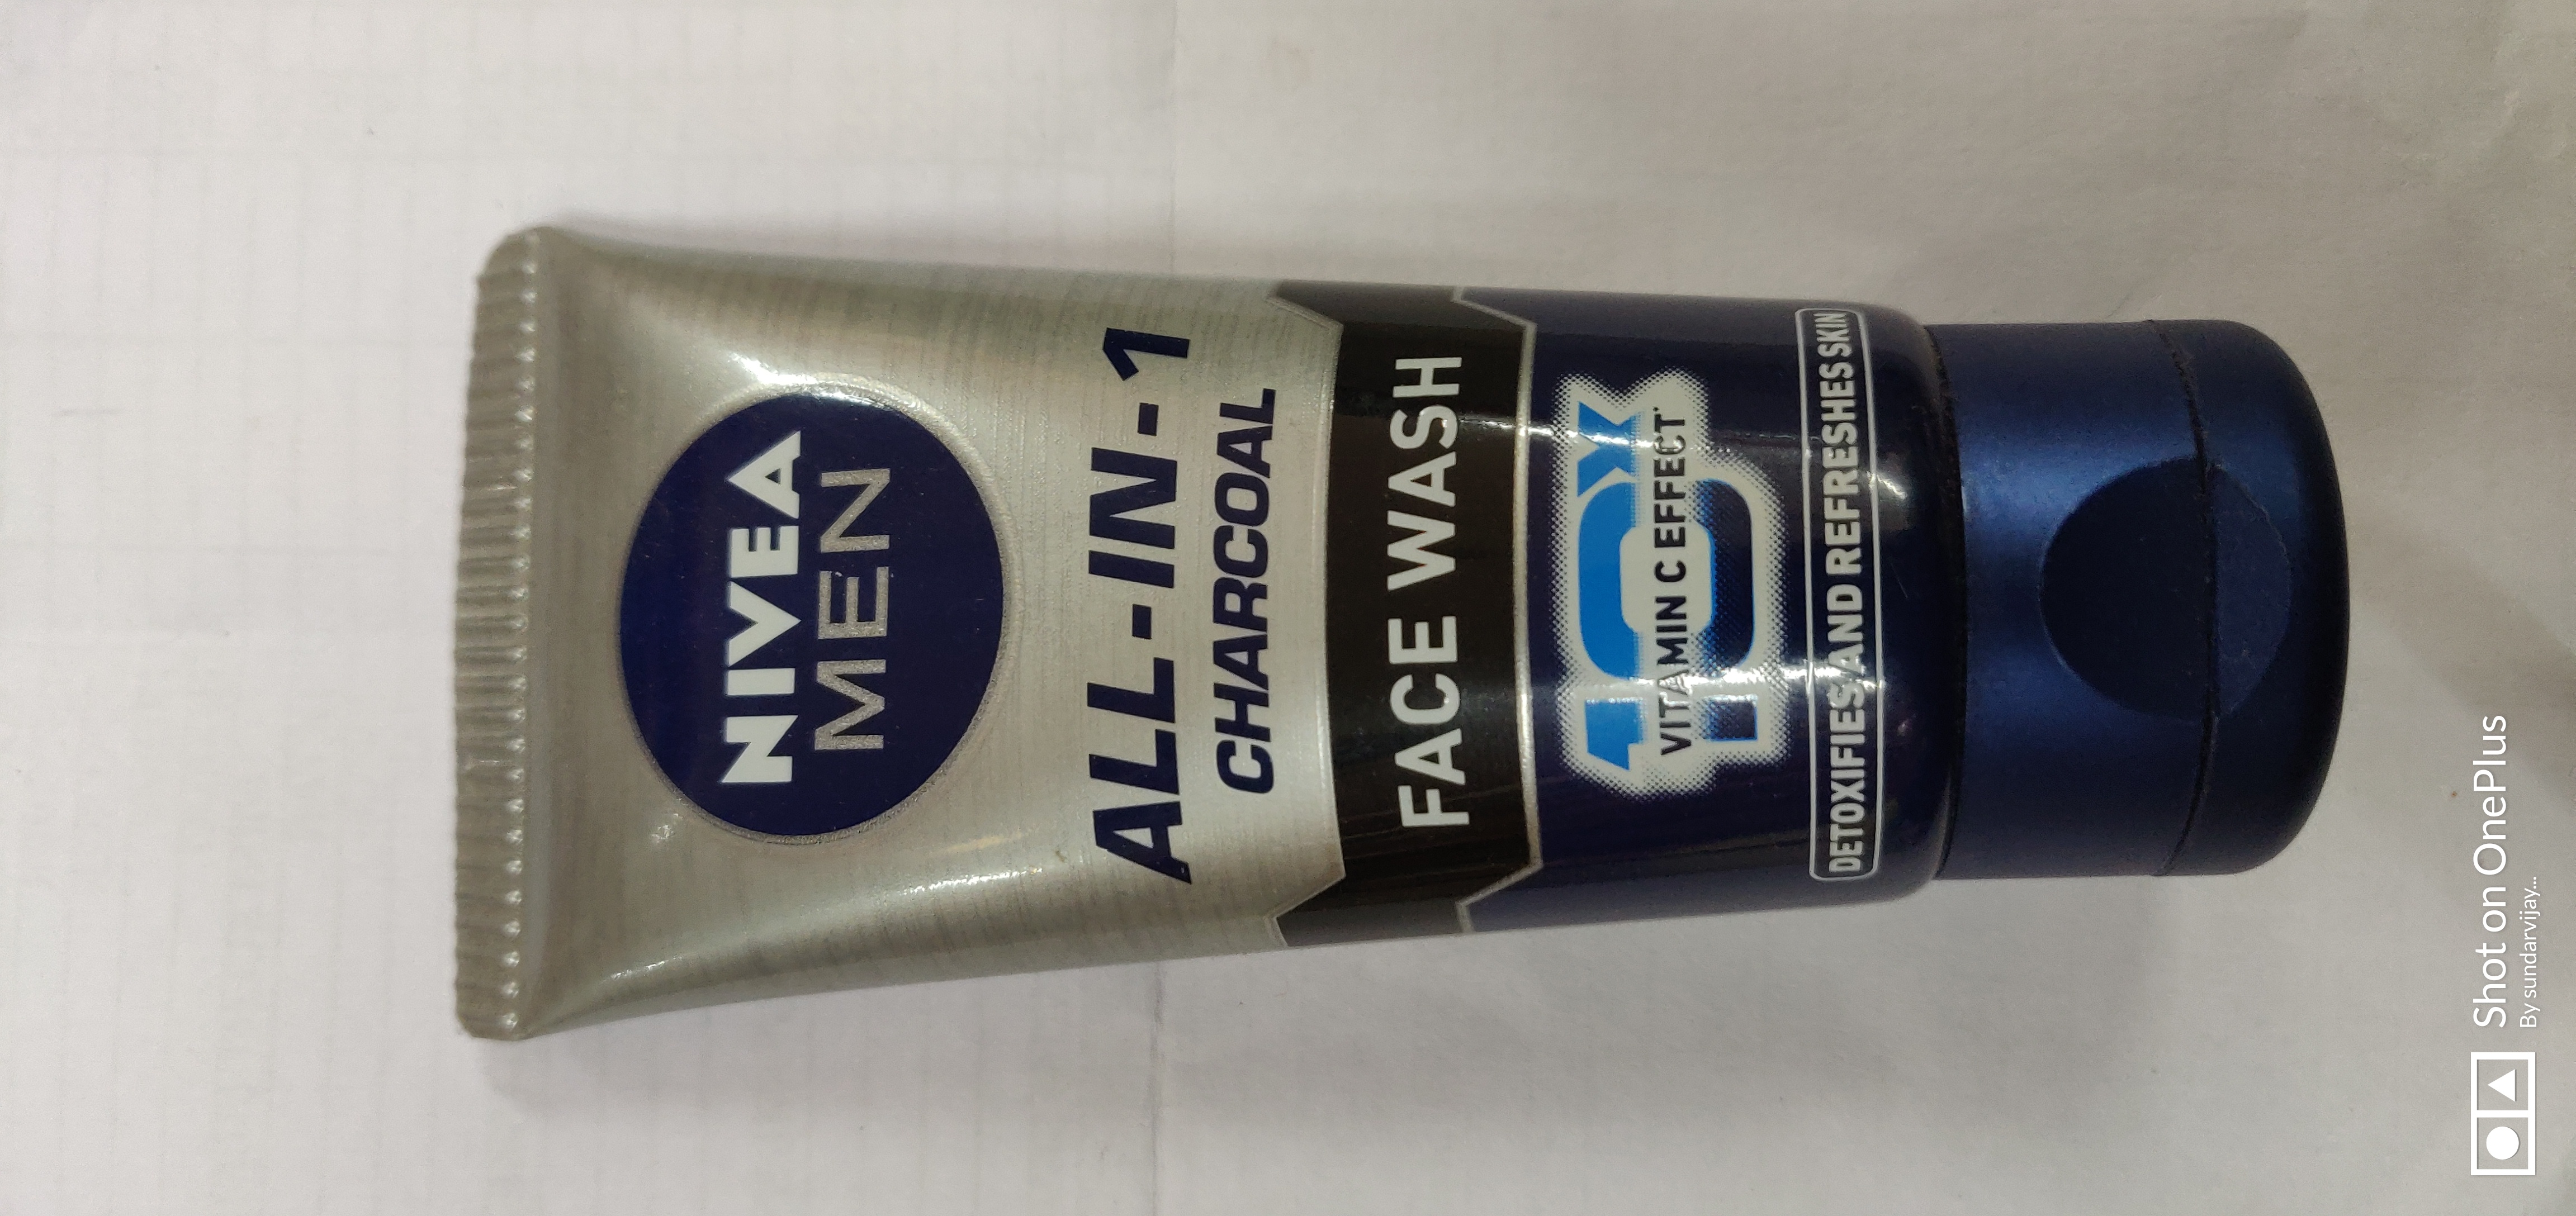 NIVEA
MEN
ALL-IN-1
CHARCOAL
FACE WASH
10X
VITAMIN C EFFECT*
DETOXIFIES AND REFRESHES SKIN
Shot on OnePlus
By sundarvijay...